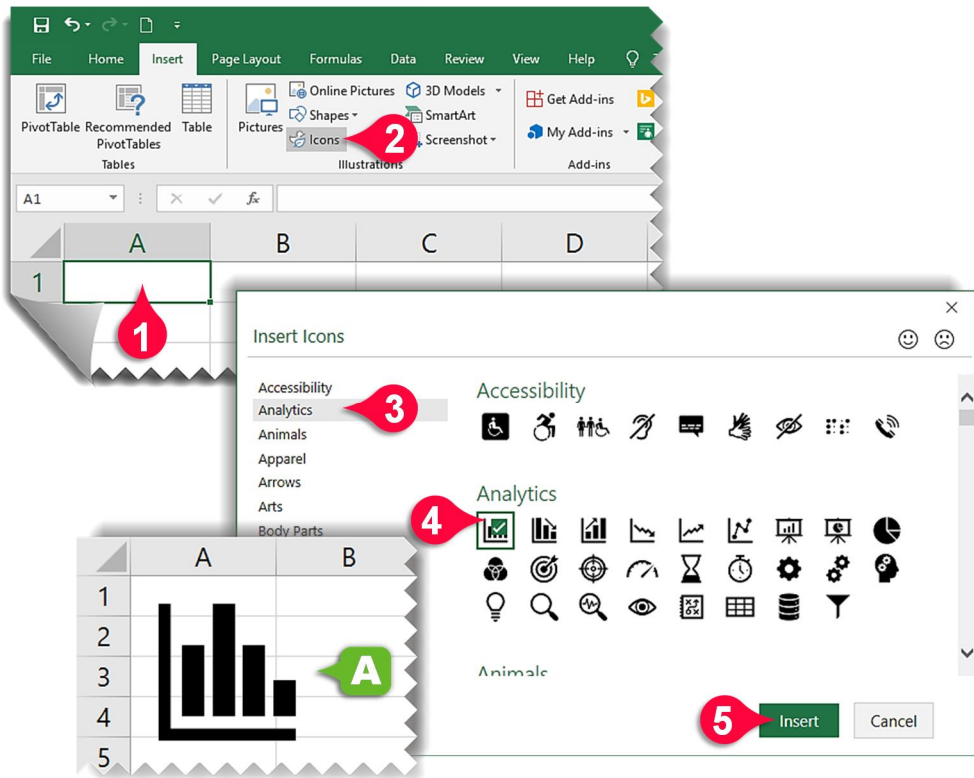 File Home Insert Page Layout Formulas Data Review View Help
Online Pictures 3D Models
Get Add-ins
Shapes SmartArt
PivotTable Recommended PivotTables Table Pictures
My Add-ins
Icons 2 Screenshot
Tables Illustrations Add-ins
A1 fx
A B C D
1
1
Insert Icons
Accessibility
Analytics 3
Animals
Apparel
Arrows
Arts
Body Parts
Accessibility
Analytics
4
Animals
5 Insert Cancel
A B
1
2
3 A
4
5